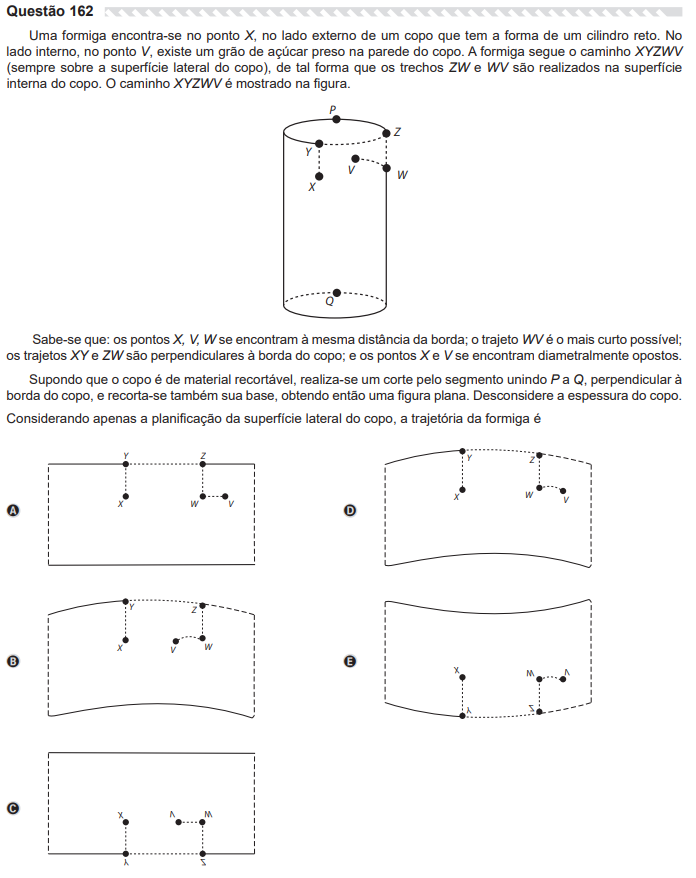 Questão 162
Uma formiga encontra-se no ponto X, no lado externo de um copo que tem a forma de um cilindro reto. No
lado interno, no ponto V, existe um grão de açúcar preso na parede do copo. A formiga segue o caminho XYZWV
(sempre sobre a superfície lateral do copo), de tal forma que os trechos ZW e WV são realizados na superfície
interna do copo. O caminho XYZWV é mostrado na figura.
P
Z
Y
V
W
X
Q
Sabe-se que: os pontos X, V, W se encontram à mesma distância da borda; o trajeto WV é o mais curto possível;
os trajetos XY e ZW são perpendiculares à borda do copo; e os pontos X e V se encontram diametralmente opostos.
Supondo que o copo é de material recortável, realiza-se um corte pelo segmento unindo P a Q, perpendicular à
borda do copo, e recorta-se também sua base, obtendo então uma figura plana. Desconsidere a espessura do copo.
Considerando apenas a planificação da superfície lateral do copo, a trajetória da formiga é
Y Z
A
X W V
Y Z
B
X V W
C
X V W
Y Z
Y Z
D
X W V
E
X W V
Y Z